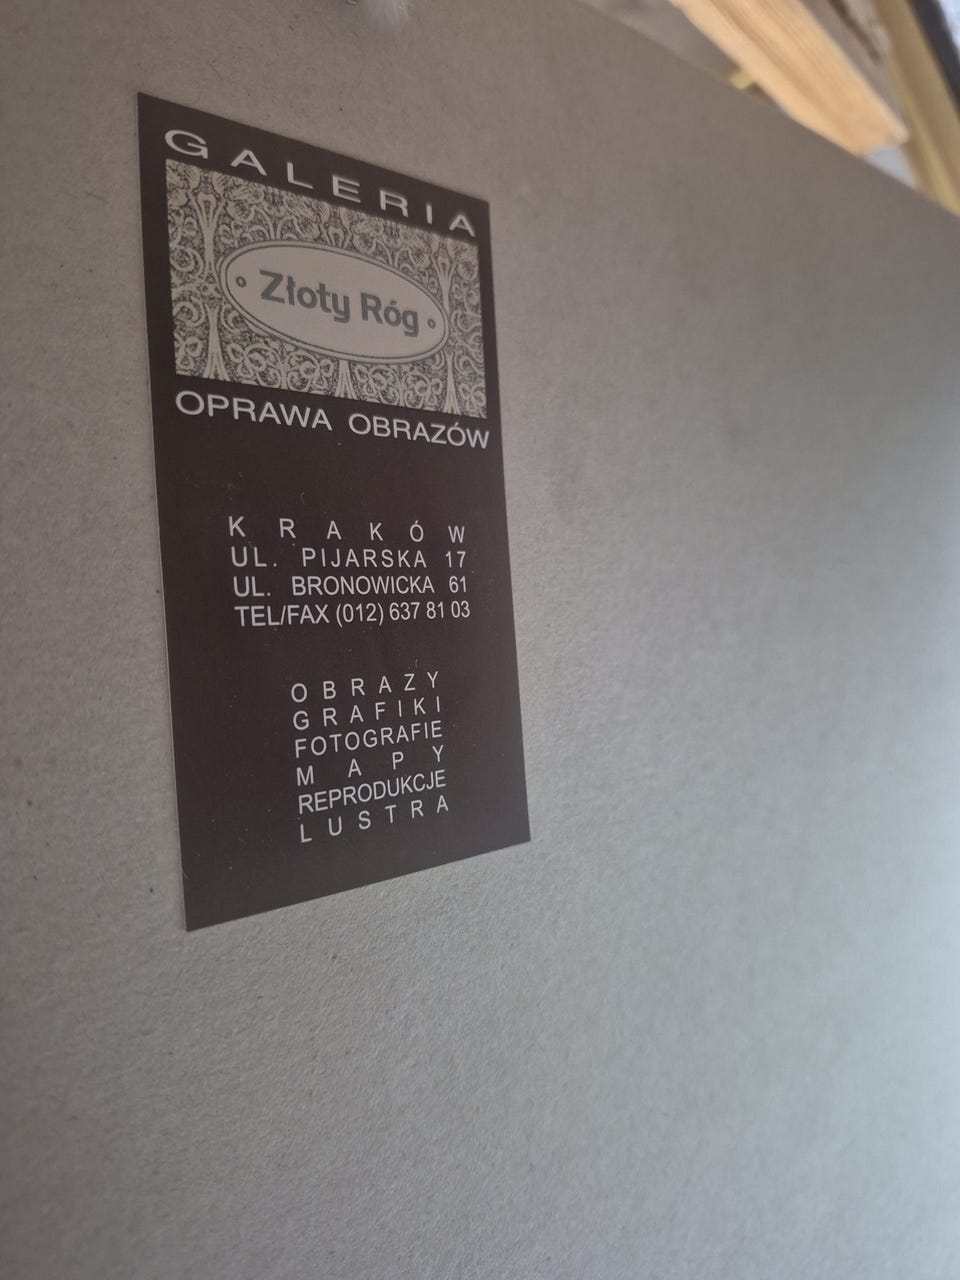 GALERIA
Złoty Róg
OPRAWA OBRAZÓW
KRAKÓW
UL. PIJARSKA 17
UL. BRONOWICKA 61
TEL/FAX (012) 637 81 03
OBRAZY
GRAFIKI
FOTOGRAFIE
MAPY
REPRODUKCJE
LUSTRA